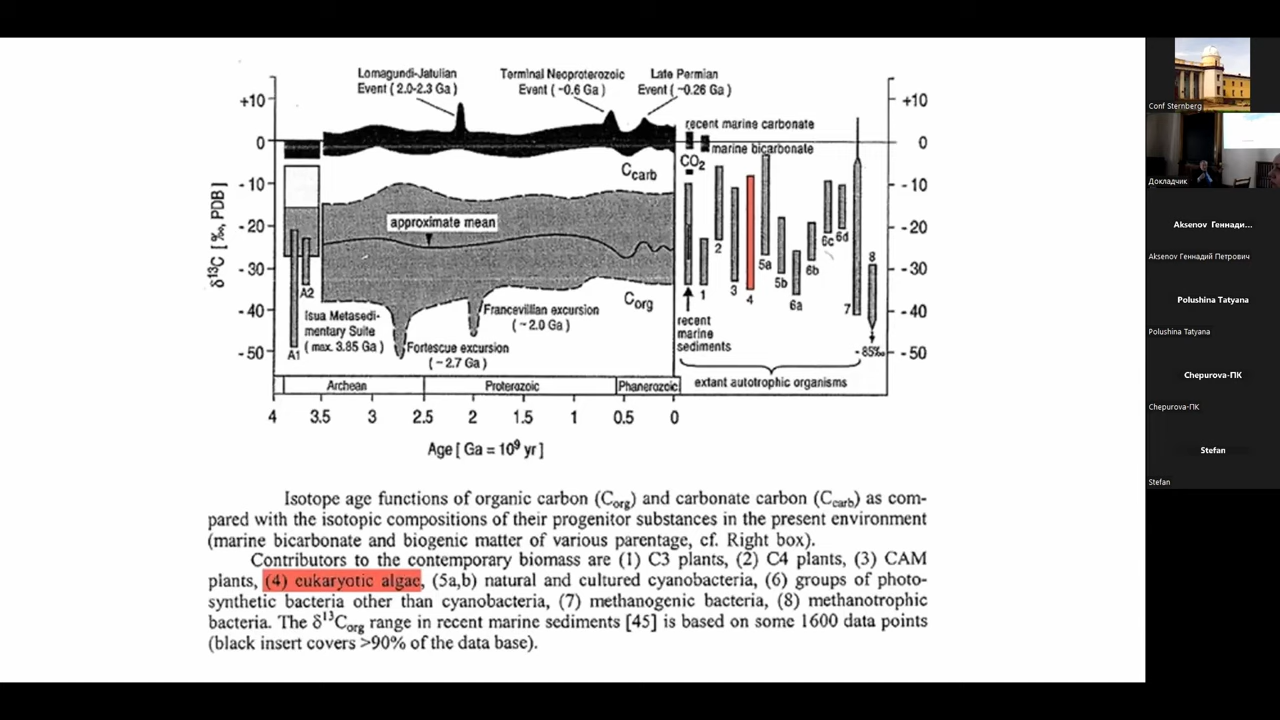 Lomagundi-Jatulian
Event (2.0-2.3 Ga)
Terminal Neoproterozoic
Event (~0.6 Ga)
Late Permian
Event (~0.26 Ga)
+10
0
-10
-20
-30
-40
-50
δ13C [‰, PDB]
Ccarb
approximate mean
Corg
A1
A2
Isua Metasedi-
mentary Suite
(max. 3.85 Ga)
Fortescue excursion
(~2.7 Ga)
Francevillian excursion
(~2.0 Ga)
Archean
Proterozoic
Phanerozoic
4
3.5
3
2.5
2
1.5
1
0.5
0
Age [ Ga = 10⁹ yr ]
recent marine carbonate
marine bicarbonate
CO2
recent
marine
sediments
1
2
3
4
5a
5b
6a
6b
6c
6d
7
8
- 85‰
extant autotrophic organisms
+10
0
-10
-20
-30
-40
-50
Isotope age functions of organic carbon (Corg) and carbonate carbon (Ccarb) as com-
pared with the isotopic compositions of their progenitor substances in the present environment
(marine bicarbonate and biogenic matter of various parentage, cf. Right box).
Contributors to the contemporary biomass are (1) C3 plants, (2) C4 plants, (3) CAM
plants, (4) eukaryotic algae, (5a,b) natural and cultured cyanobacteria, (6) groups of photo-
synthetic bacteria other than cyanobacteria, (7) methanogenic bacteria, (8) methanotrophic
bacteria. The δ13Corg range in recent marine sediments [45] is based on some 1600 data points
(black insert covers >90% of the data base).
Conf Sternberg
Докладчик
Aksenov Геннади...
Aksenov Геннадий Петрович
Polushina Tatyana
Polushina Tatyana
Chepurova-ПК
Chepurova-ПК
Stefan
Stefan